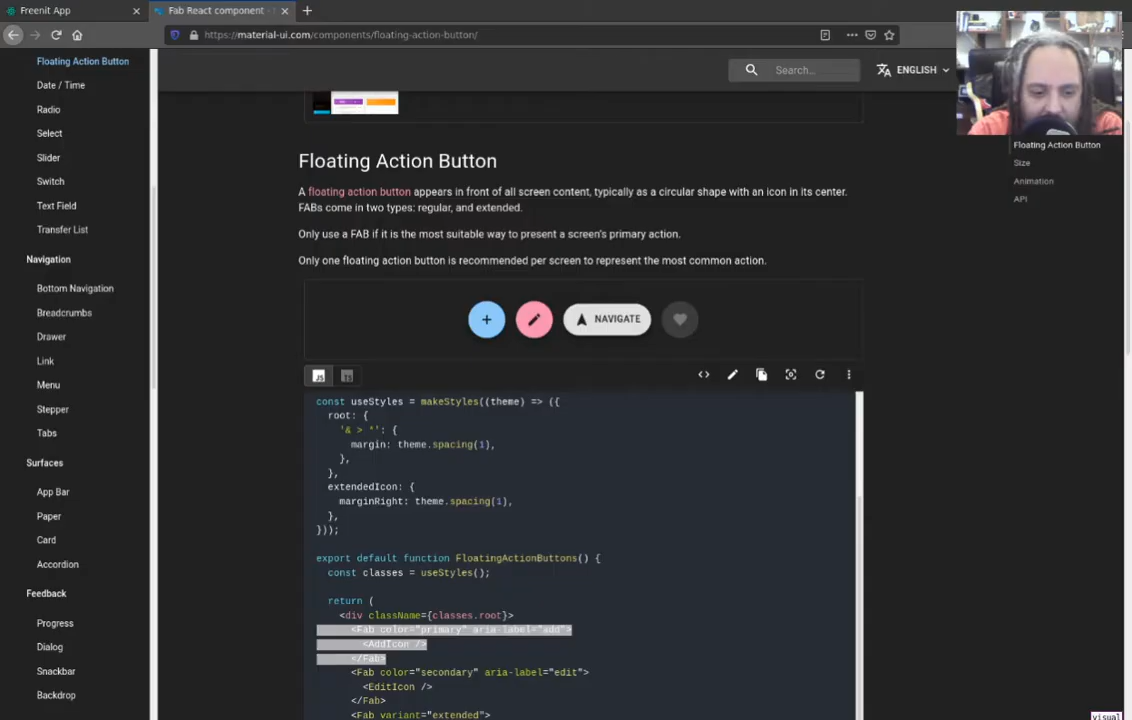 Freenit App
Fab React component -
https://material-ui.com/components/floating-action-button/
Floating Action Button
Date / Time
Radio
Select
Slider
Switch
Text Field
Transfer List
Navigation
Bottom Navigation
Breadcrumbs
Drawer
Link
Menu
Stepper
Tabs
Surfaces
App Bar
Paper
Card
Accordion
Feedback
Progress
Dialog
Snackbar
Backdrop
Search...
ENGLISH
Floating Action Button
A floating action button appears in front of all screen content, typically as a circular shape with an icon in its center.
FABs come in two types: regular, and extended.
Only use a FAB if it is the most suitable way to present a screen's primary action.
Only one floating action button is recommended per screen to represent the most common action.
NAVIGATE
JS
TS
const useStyles = makeStyles((theme) => ({
root: {
'& > *': {
margin: theme.spacing(1),
},
},
extendedIcon: {
marginRight: theme.spacing(1),
},
}));
export default function FloatingActionButtons() {
const classes = useStyles();
return (
<div className={classes.root}>
<Fab color="primary" aria-label="add">
<AddIcon />
</Fab>
<Fab color="secondary" aria-label="edit">
<EditIcon />
</Fab>
<Fab variant="extended">
Floating Action Button
Size
Animation
API
visual